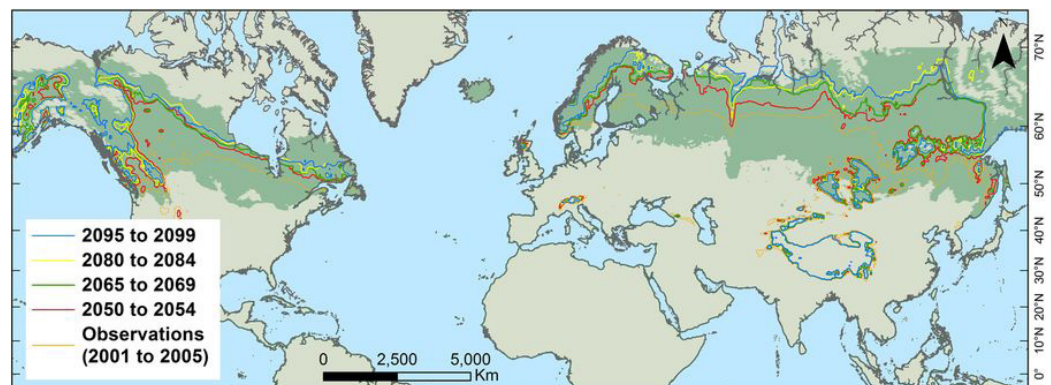 70°N
60°N
50°N
40°N
30°N
20°N
10°N
0°
2095 to 2099
2080 to 2084
2065 to 2069
2050 to 2054
Observations
(2001 to 2005)
0 2,500 5,000
Km